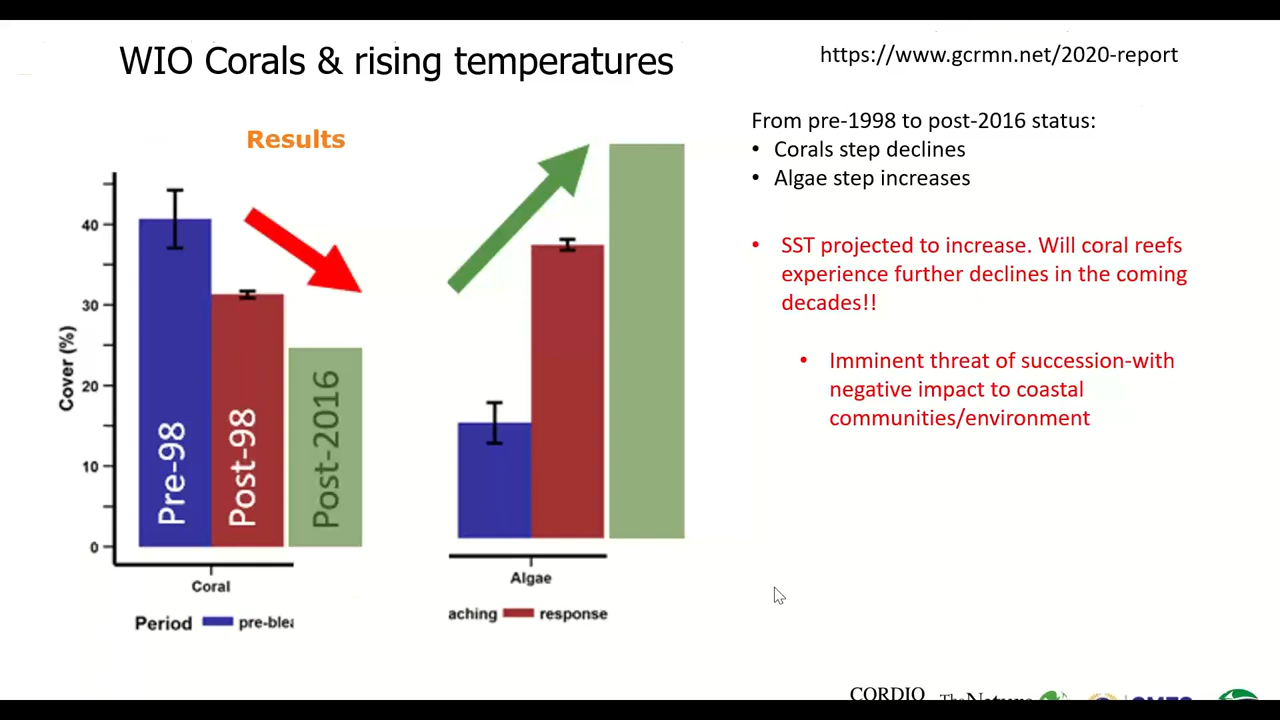 WIO Corals & rising temperatures
https://www.gcrmn.net/2020-report
Results
From pre-1998 to post-2016 status:
• Corals step declines
• Algae step increases
• SST projected to increase. Will coral reefs
experience further declines in the coming
decades!!
• Imminent threat of succession-with
negative impact to coastal
communities/environment
Cover (%)
40
30
20
10
0
Pre-98
Post-98
Post-2016
Coral
Algae
Period pre-blea
aching response
CORDIO